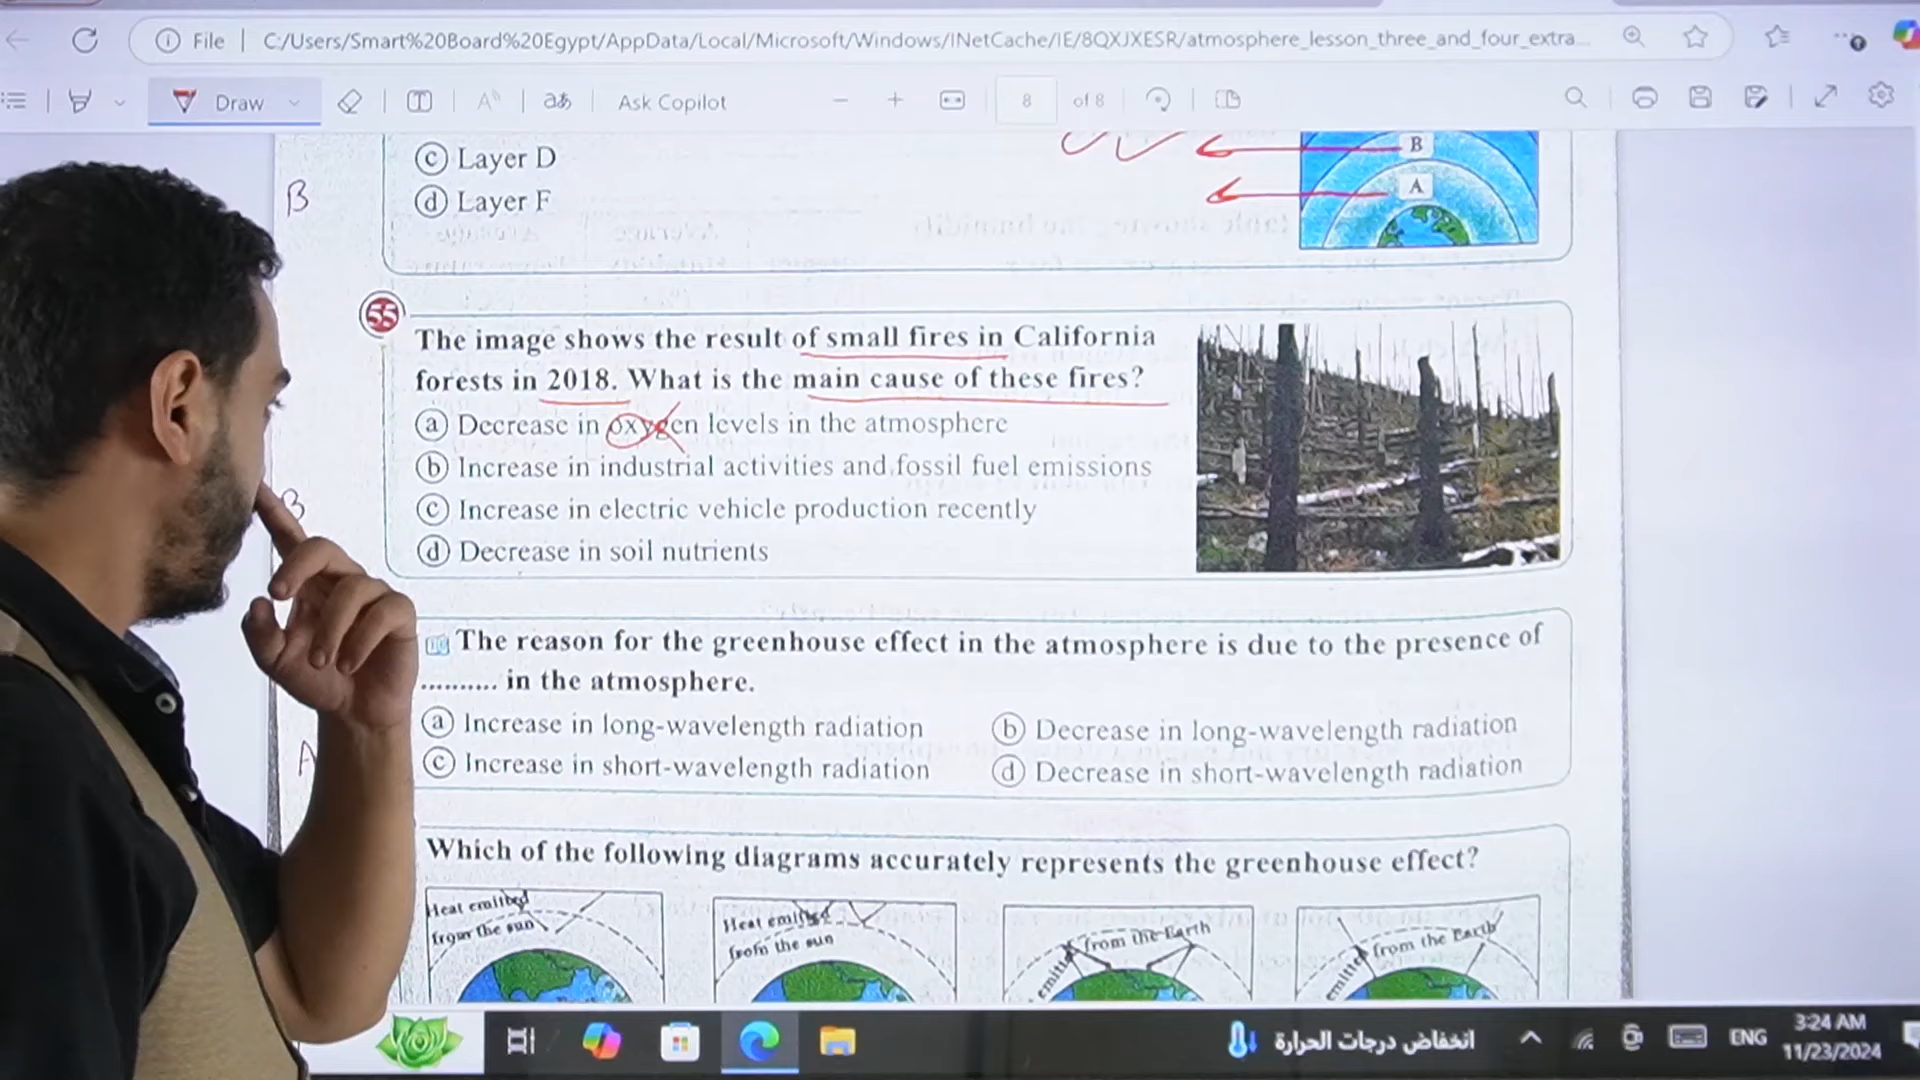 File | C:/Users/Smart%20Board%20Egypt/AppData/Local/Microsoft/Windows/INetCache/IE/8QXJXESR/atmosphere_lesson_three_and_four_extra...
Draw
aあ
Ask Copilot
8 of 8
c Layer D
d Layer F
B
B
A
55
The image shows the result of small fires in California
forests in 2018. What is the main cause of these fires?
a Decrease in oxygen levels in the atmosphere
b Increase in industrial activities and fossil fuel emissions
c Increase in electric vehicle production recently
d Decrease in soil nutrients
B
The reason for the greenhouse effect in the atmosphere is due to the presence of
.......... in the atmosphere.
a Increase in long-wavelength radiation
b Decrease in long-wavelength radiation
c Increase in short-wavelength radiation
d Decrease in short-wavelength radiation
A
Which of the following diagrams accurately represents the greenhouse effect?
Heat emitted
from the sun
Heat emitted
from the sun
emitted from the Earth
emitted from the Earth
انخفاض درجات الحرارة
ENG
3:24 AM
11/23/2024